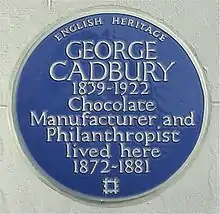 ENGLISH HERITAGE
GEORGE
CADBURY
1839-1922
Chocolate
Manufacturer and
Philanthropist
lived here
1872-1881